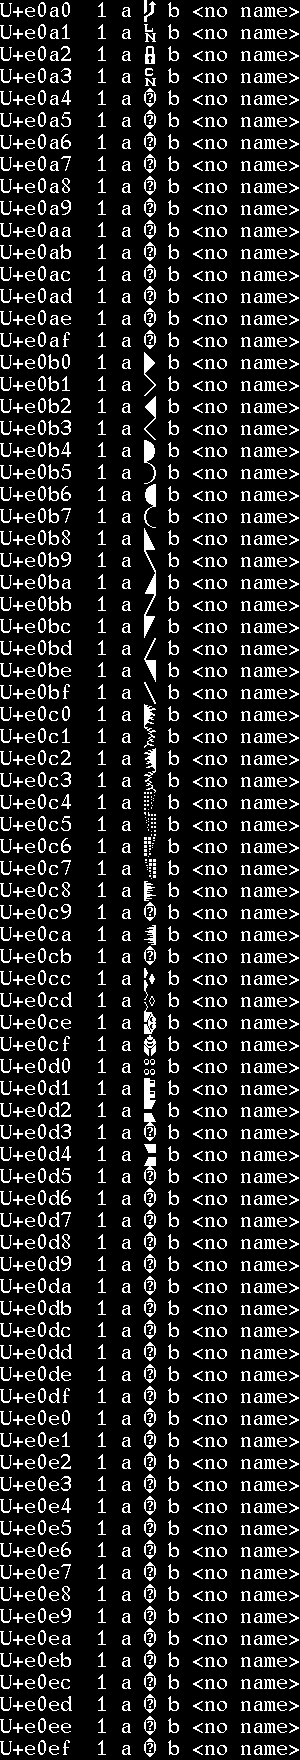 U+e0a0 1 a  b <no name>
U+e0a1 1 a  b <no name>
U+e0a2 1 a  b <no name>
U+e0a3 1 a  b <no name>
U+e0a4 1 a � b <no name>
U+e0a5 1 a � b <no name>
U+e0a6 1 a � b <no name>
U+e0a7 1 a � b <no name>
U+e0a8 1 a � b <no name>
U+e0a9 1 a � b <no name>
U+e0aa 1 a � b <no name>
U+e0ab 1 a � b <no name>
U+e0ac 1 a � b <no name>
U+e0ad 1 a � b <no name>
U+e0ae 1 a � b <no name>
U+e0af 1 a � b <no name>
U+e0b0 1 a  b <no name>
U+e0b1 1 a  b <no name>
U+e0b2 1 a  b <no name>
U+e0b3 1 a  b <no name>
U+e0b4 1 a  b <no name>
U+e0b5 1 a  b <no name>
U+e0b6 1 a  b <no name>
U+e0b7 1 a  b <no name>
U+e0b8 1 a  b <no name>
U+e0b9 1 a  b <no name>
U+e0ba 1 a  b <no name>
U+e0bb 1 a  b <no name>
U+e0bc 1 a  b <no name>
U+e0bd 1 a  b <no name>
U+e0be 1 a  b <no name>
U+e0bf 1 a  b <no name>
U+e0c0 1 a  b <no name>
U+e0c1 1 a  b <no name>
U+e0c2 1 a  b <no name>
U+e0c3 1 a  b <no name>
U+e0c4 1 a  b <no name>
U+e0c5 1 a  b <no name>
U+e0c6 1 a  b <no name>
U+e0c7 1 a  b <no name>
U+e0c8 1 a  b <no name>
U+e0c9 1 a � b <no name>
U+e0ca 1 a  b <no name>
U+e0cb 1 a � b <no name>
U+e0cc 1 a  b <no name>
U+e0cd 1 a  b <no name>
U+e0ce 1 a  b <no name>
U+e0cf 1 a  b <no name>
U+e0d0 1 a  b <no name>
U+e0d1 1 a  b <no name>
U+e0d2 1 a  b <no name>
U+e0d3 1 a � b <no name>
U+e0d4 1 a  b <no name>
U+e0d5 1 a � b <no name>
U+e0d6 1 a � b <no name>
U+e0d7 1 a � b <no name>
U+e0d8 1 a � b <no name>
U+e0d9 1 a � b <no name>
U+e0da 1 a � b <no name>
U+e0db 1 a � b <no name>
U+e0dc 1 a � b <no name>
U+e0dd 1 a � b <no name>
U+e0de 1 a � b <no name>
U+e0df 1 a � b <no name>
U+e0e0 1 a � b <no name>
U+e0e1 1 a � b <no name>
U+e0e2 1 a � b <no name>
U+e0e3 1 a � b <no name>
U+e0e4 1 a � b <no name>
U+e0e5 1 a � b <no name>
U+e0e6 1 a � b <no name>
U+e0e7 1 a � b <no name>
U+e0e8 1 a � b <no name>
U+e0e9 1 a � b <no name>
U+e0ea 1 a � b <no name>
U+e0eb 1 a � b <no name>
U+e0ec 1 a � b <no name>
U+e0ed 1 a � b <no name>
U+e0ee 1 a � b <no name>
U+e0ef 1 a � b <no name>